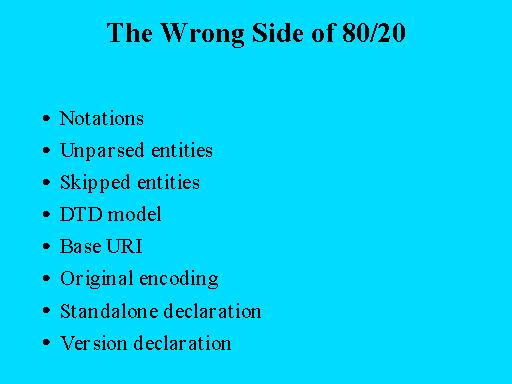 The Wrong Side of 80/20
• Notations
• Unparsed entities
• Skipped entities
• DTD model
• Base URI
• Original encoding
• Standalone declaration
• Version declaration